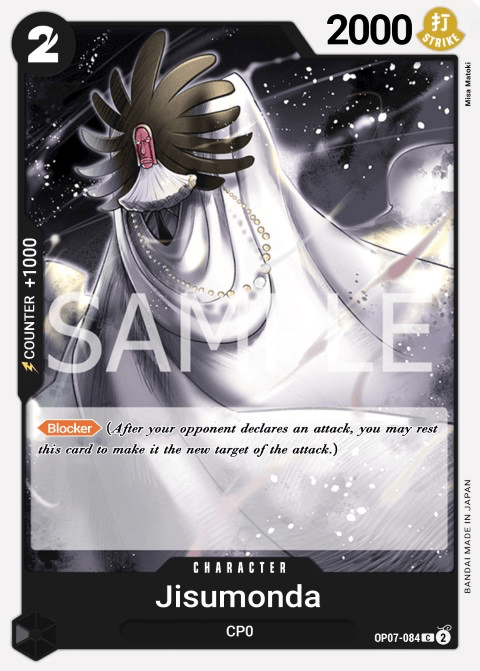 2
2000
打
STRIKE
Misa Matoki
COUNTER +1000
SAMPLE
Blocker (After your opponent declares an attack, you may rest
this card to make it the new target of the attack.)
BANDAI MADE IN JAPAN
CHARACTER
Jisumonda
CP0
OP07-084 C 2